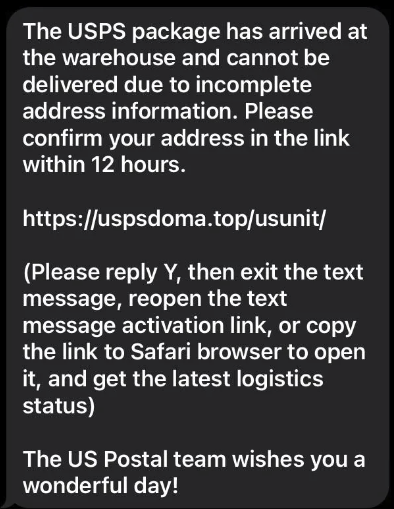 The USPS package has arrived at
the warehouse and cannot be
delivered due to incomplete
address information. Please
confirm your address in the link
within 12 hours.
https://uspsdoma.top/usunit/
(Please reply Y, then exit the text
message, reopen the text
message activation link, or copy
the link to Safari browser to open
it, and get the latest logistics
status)
The US Postal team wishes you a
wonderful day!